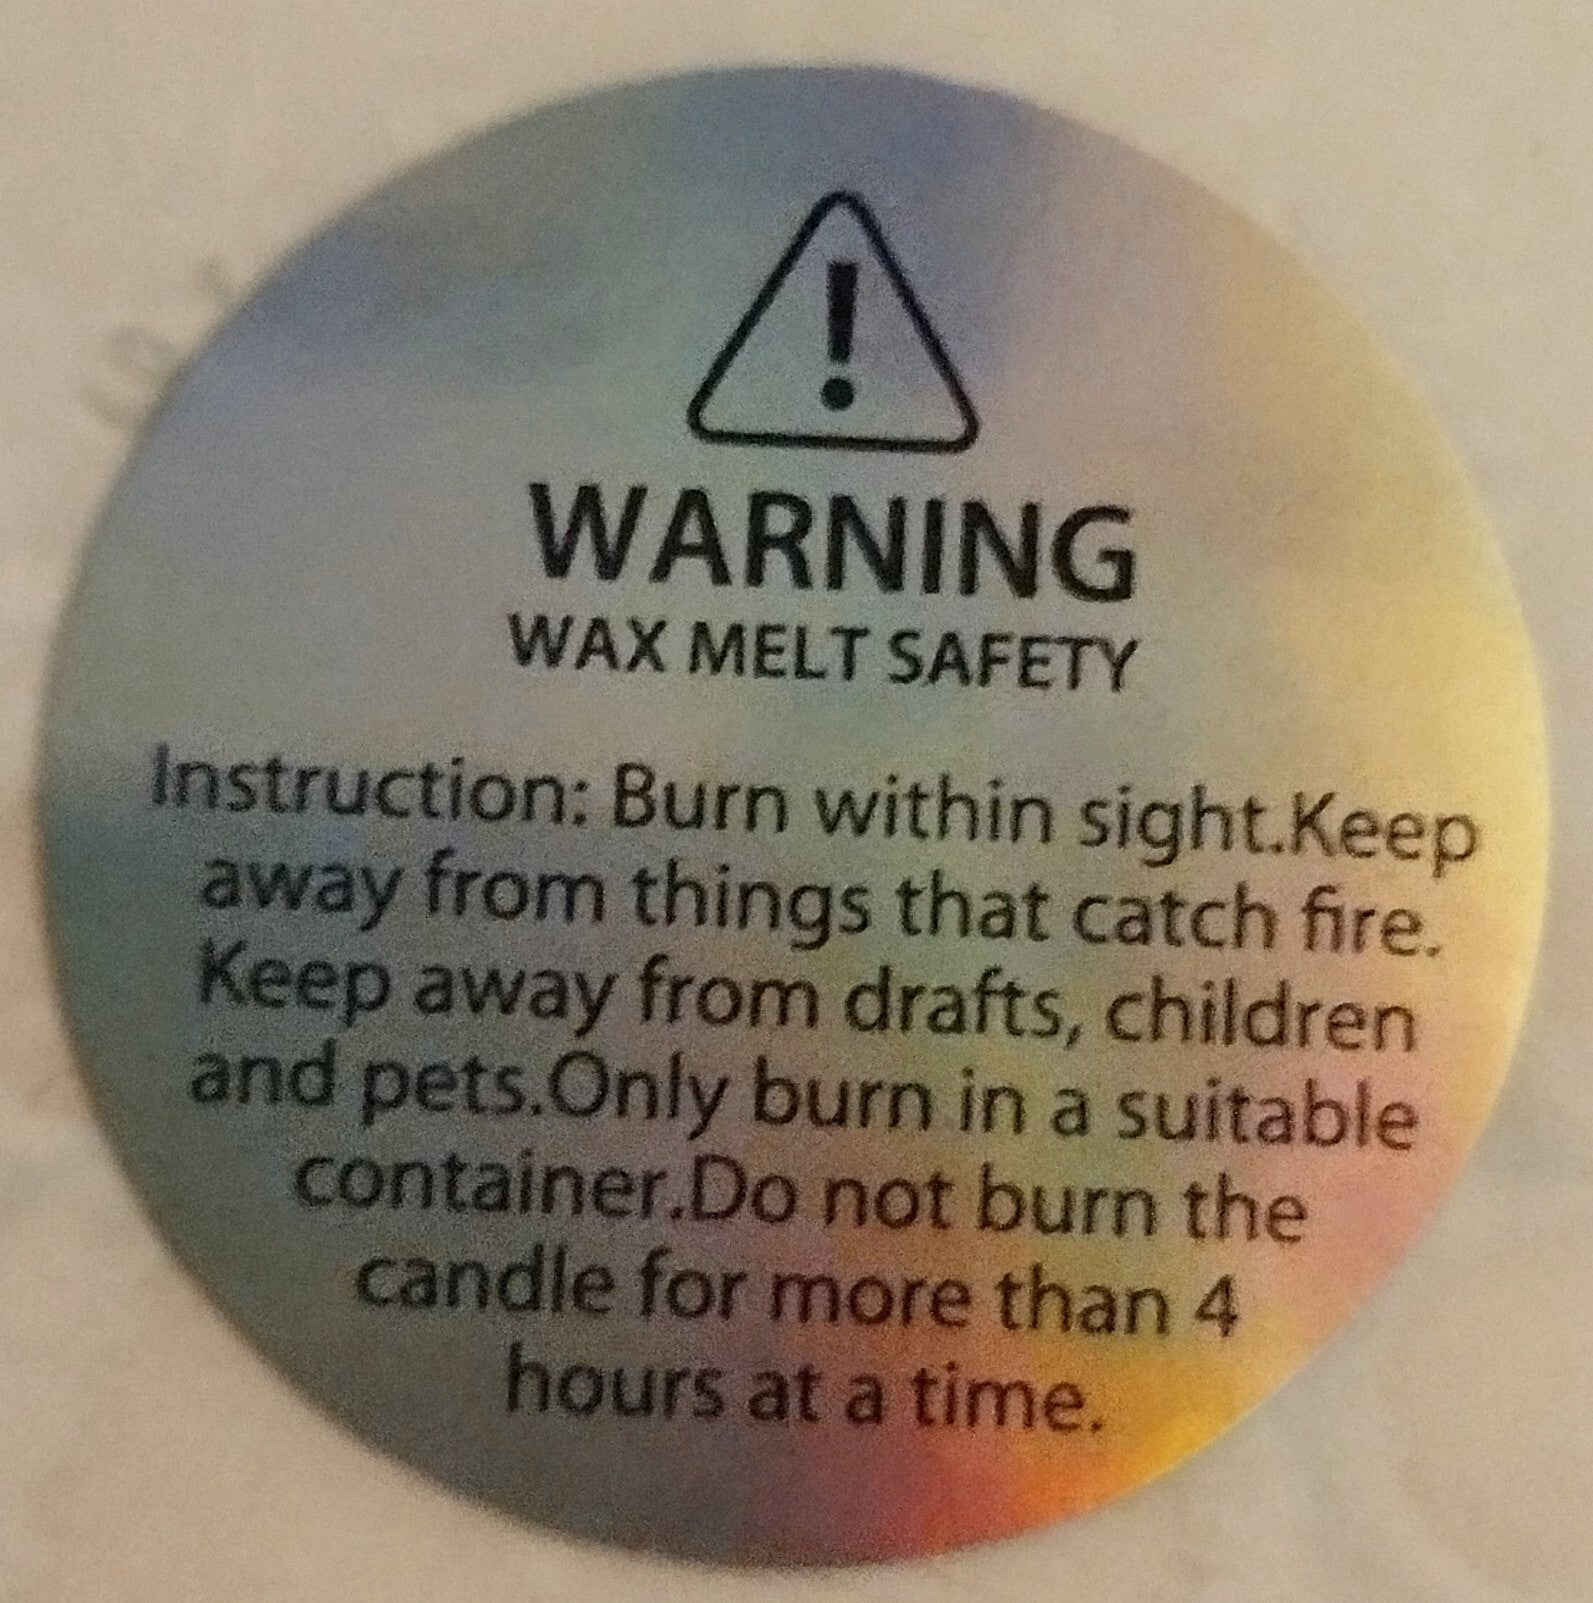 WARNING
WAX MELT SAFETY
Instruction: Burn within sight.Keep
away from things that catch fire.
Keep away from drafts, children
and pets.Only burn in a suitable
container.Do not burn the
candle for more than 4
hours at a time.